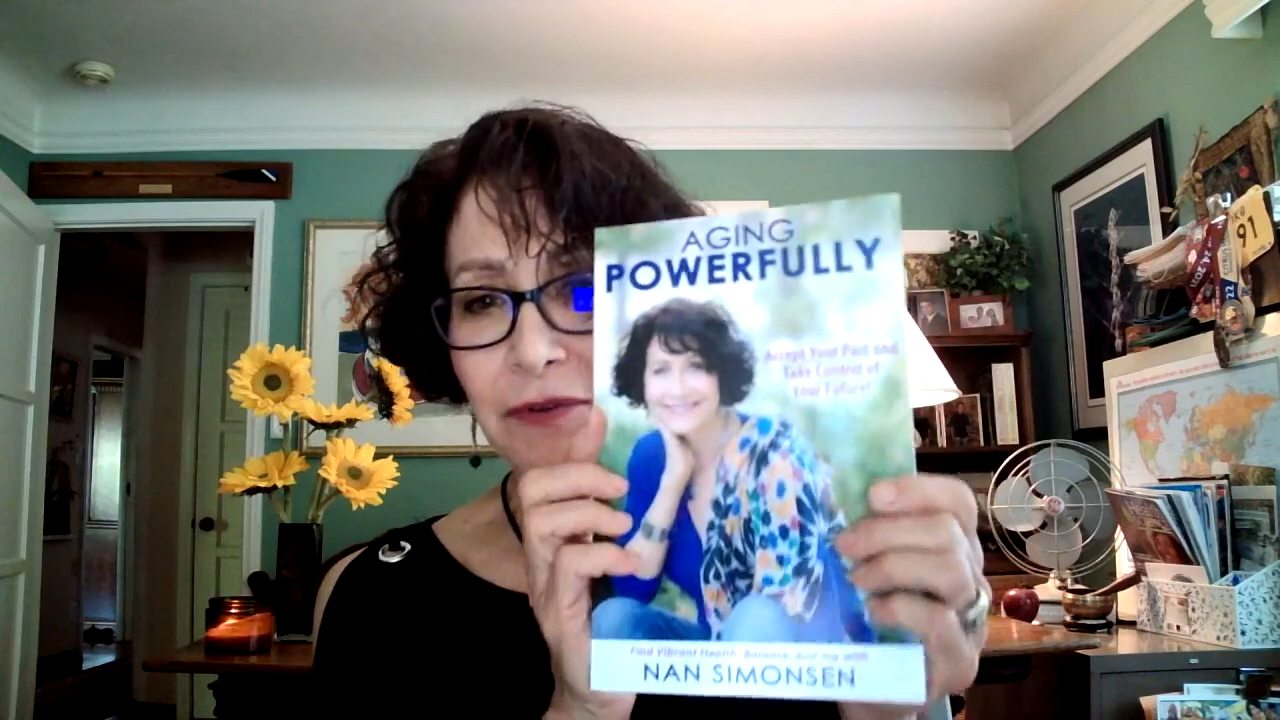 AGING
POWERFULLY
Accept Your Past and
Take Control of
Your Future!
Find Vibrant Health, Balance, and Joy with
NAN SIMONSEN
91